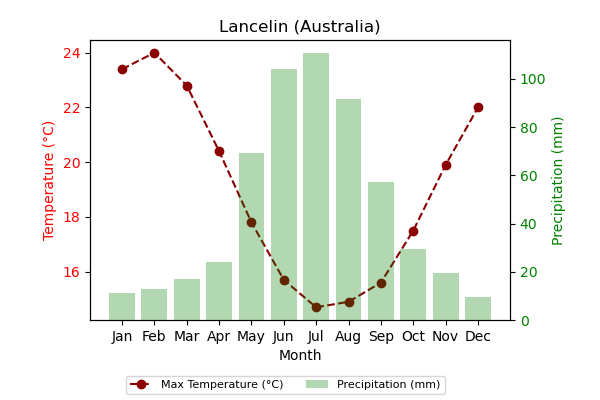 Lancelin (Australia)
Temperature (°C)
24
22
20
18
16
Precipitation (mm)
100
80
60
40
20
0
Jan Feb Mar Apr May Jun Jul Aug Sep Oct Nov Dec
Month
Max Temperature (°C) Precipitation (mm)